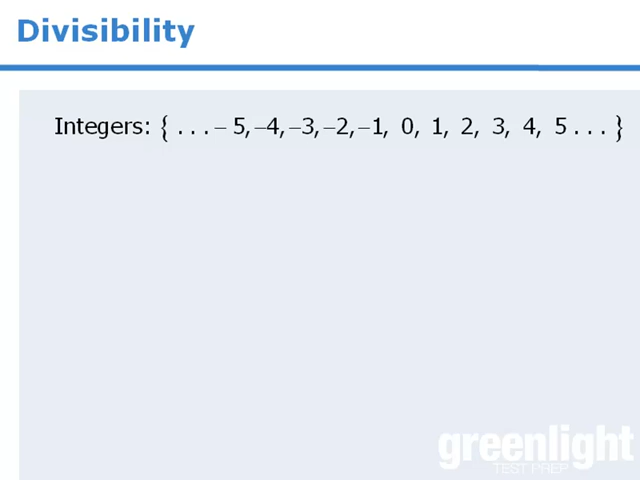 Divisibility
Integers: { . . . – 5, –4, –3, –2, –1, 0, 1, 2, 3, 4, 5 . . . }
greenlight
TEST PREP